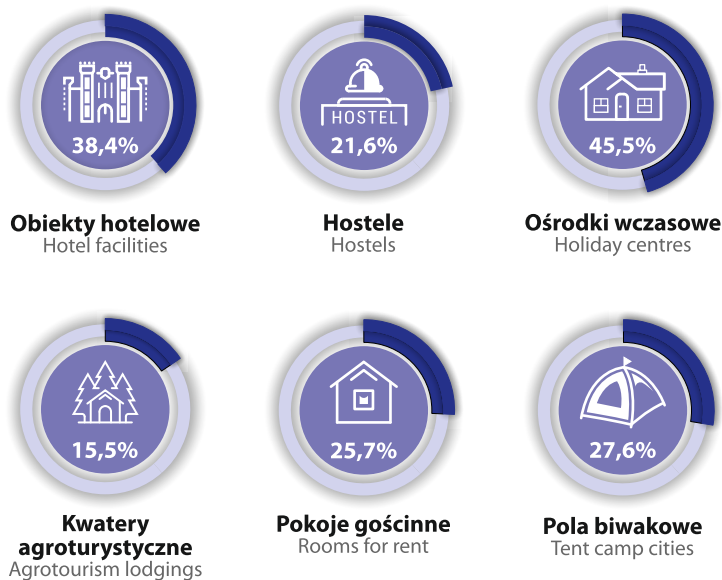 38,4%
Obiekty hotelowe
Hotel facilities
HOSTEL
21,6%
Hostele
Hostels
45,5%
Ośrodki wczasowe
Holiday centres
15,5%
Kwatery
agroturystyczne
Agrotourism lodgings
25,7%
Pokoje gościnne
Rooms for rent
27,6%
Pola biwakowe
Tent camp cities